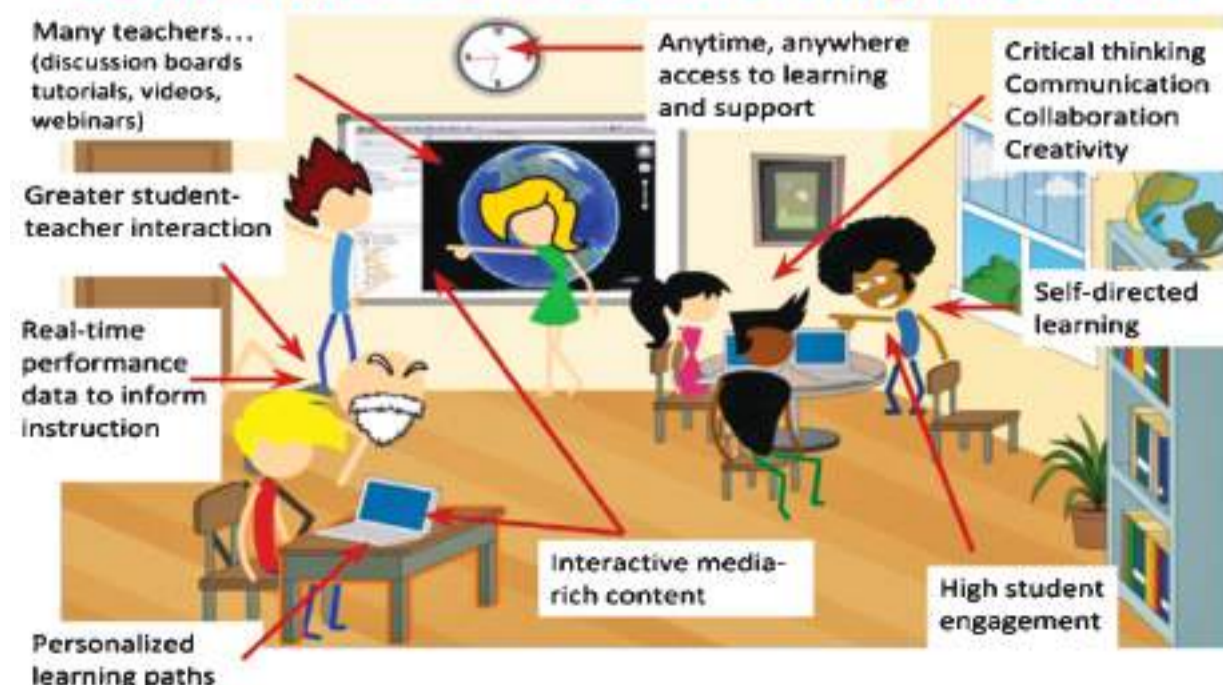 Many teachers...
(discussion boards
tutorials, videos,
webinars)
Anytime, anywhere
access to learning
and support
Critical thinking
Communication
Collaboration
Creativity
Greater student-
teacher interaction
Self-directed
learning
Real-time
performance
data to inform
instruction
Interactive media-
rich content
High student
engagement
Personalized
learning paths